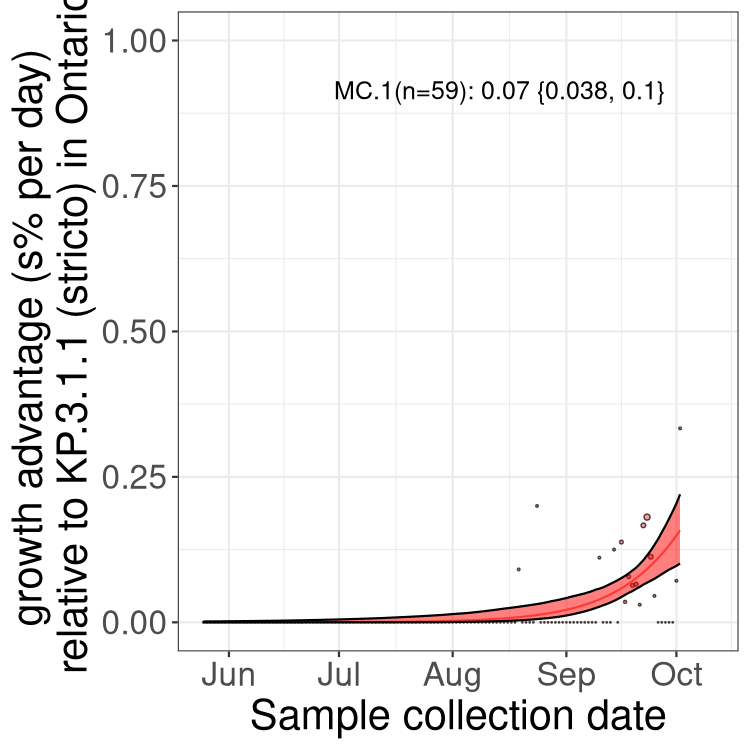 growth advantage (s% per day)
relative to KP.3.1.1 (stricto) in Ontario
1.00
MC.1(n=59): 0.07 {0.038, 0.1}
0.75
0.50
0.25
0.00
Jun Jul Aug Sep Oct
Sample collection date